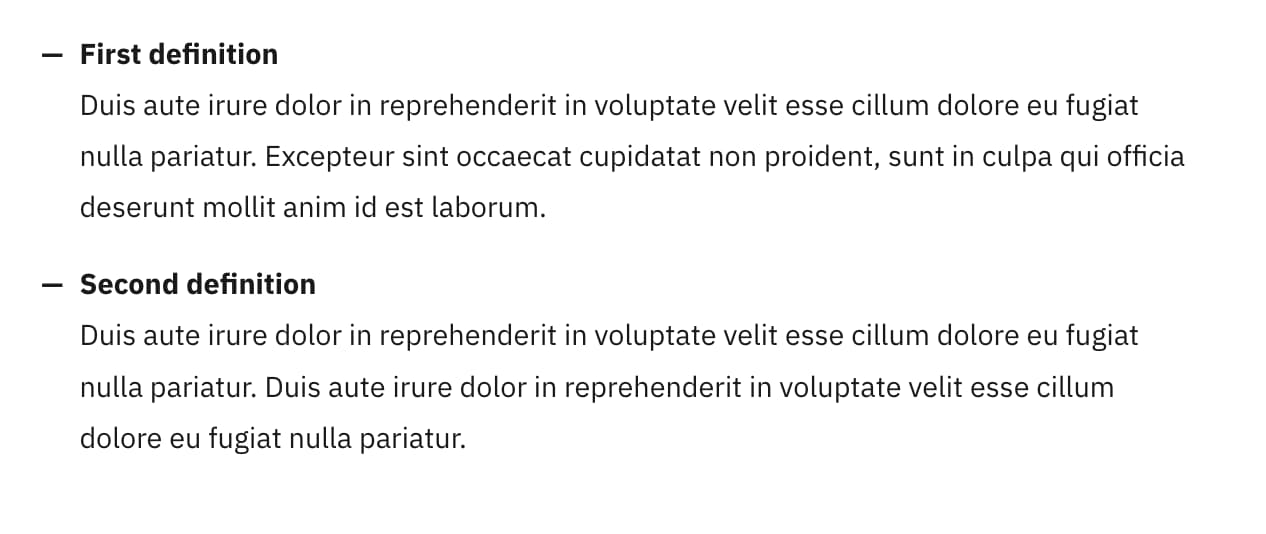 — First definition
Duis aute irure dolor in reprehenderit in voluptate velit esse cillum dolore eu fugiat
nulla pariatur. Excepteur sint occaecat cupidatat non proident, sunt in culpa qui officia
deserunt mollit anim id est laborum.
— Second definition
Duis aute irure dolor in reprehenderit in voluptate velit esse cillum dolore eu fugiat
nulla pariatur. Duis aute irure dolor in reprehenderit in voluptate velit esse cillum
dolore eu fugiat nulla pariatur.